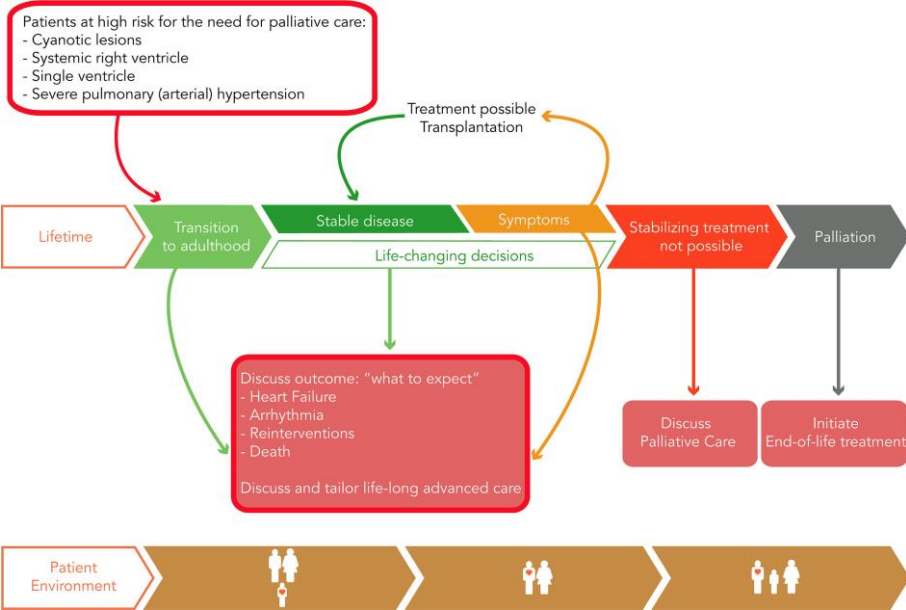 Patients at high risk for the need for palliative care:
- Cyanotic lesions
- Systemic right ventricle
- Single ventricle
- Severe pulmonary (arterial) hypertension
Treatment possible
Transplantation
Lifetime
Transition
to adulthood
Stable disease
Symptoms
Life-changing decisions
Stabilizing treatment
not possible
Palliation
Discuss outcome: “what to expect”
- Heart Failure
- Arrhythmia
- Reinterventions
- Death
Discuss and tailor life-long advanced care
Discuss
Palliative Care
Initiate
End-of-life treatment
Patient
Environment